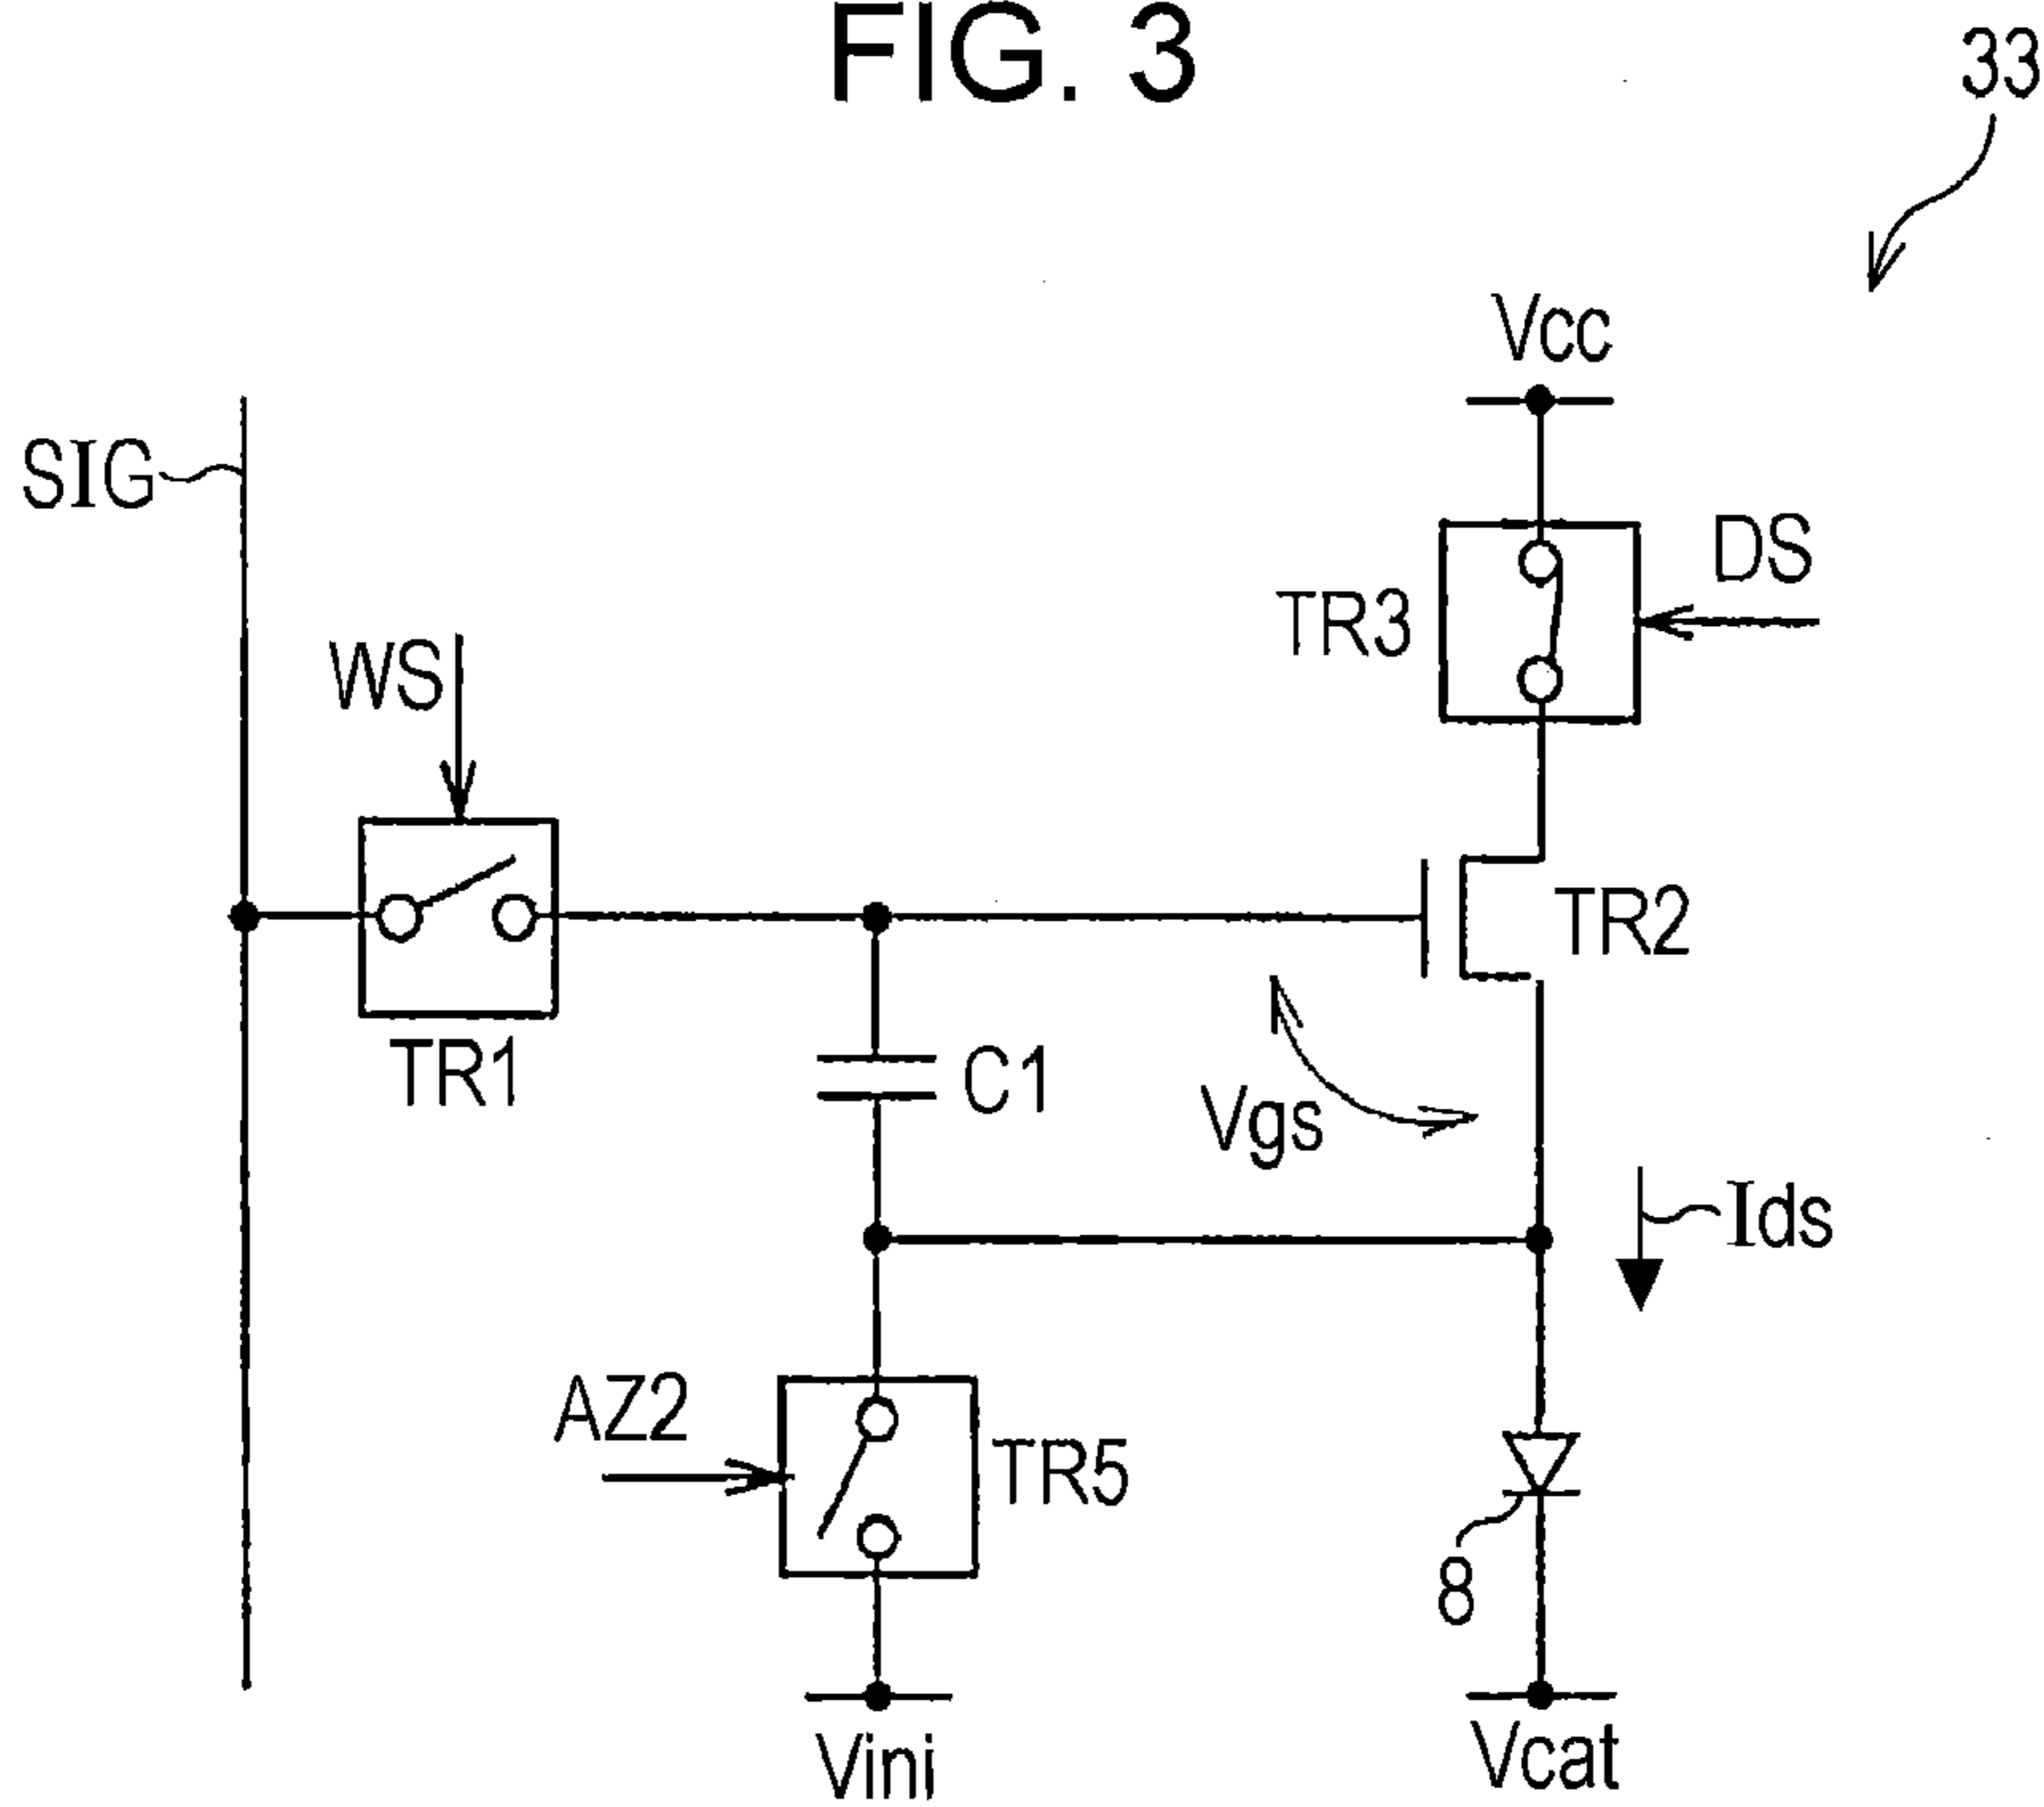 FIG. 3
33
Vcc
SIG
DS
TR3
WS
TR2
TR1
C1
Vgs
Ids
AZ2
TR5
8
Vini
Vcat